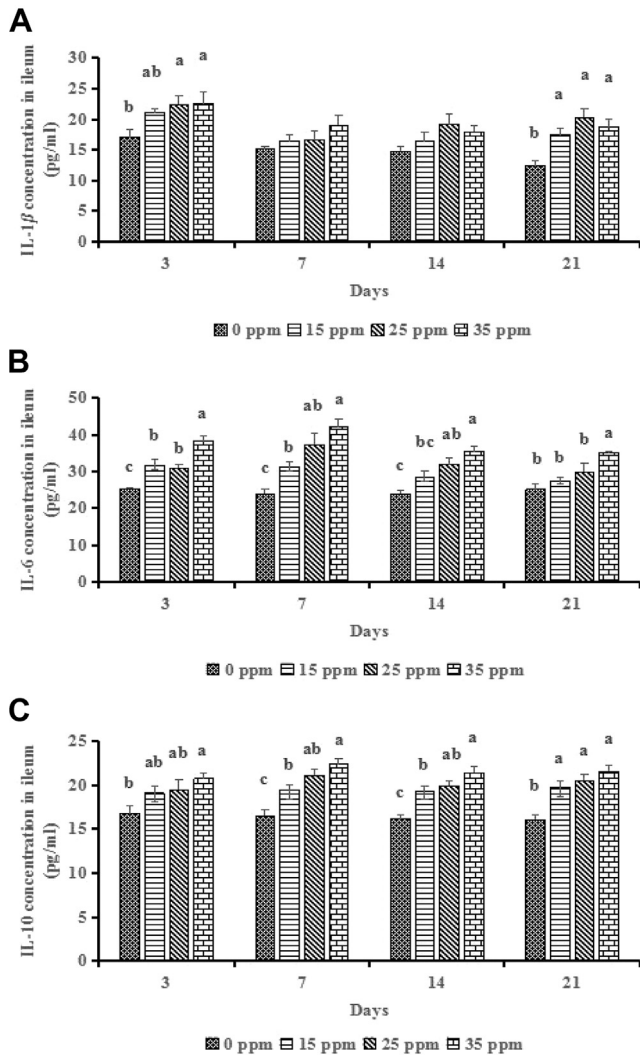 A
IL-1β concentration in ileum
(pg/ml)
30
25
20
15
10
5
0
b ab a a
b a a a
3 7 14 21
Days
0 ppm 15 ppm 25 ppm 35 ppm
B
IL-6 concentration in ileum
(pg/ml)
50
40
30
20
10
0
c b b a
c b ab a
c bc ab a
b b b a
3 7 14 21
Days
0 ppm 15 ppm 25 ppm 35 ppm
C
IL-10 concentration in ileum
(pg/ml)
25
20
15
10
5
0
b ab ab a
c b ab a
c b ab a
b a a a
3 7 14 21
Days
0 ppm 15 ppm 25 ppm 35 ppm